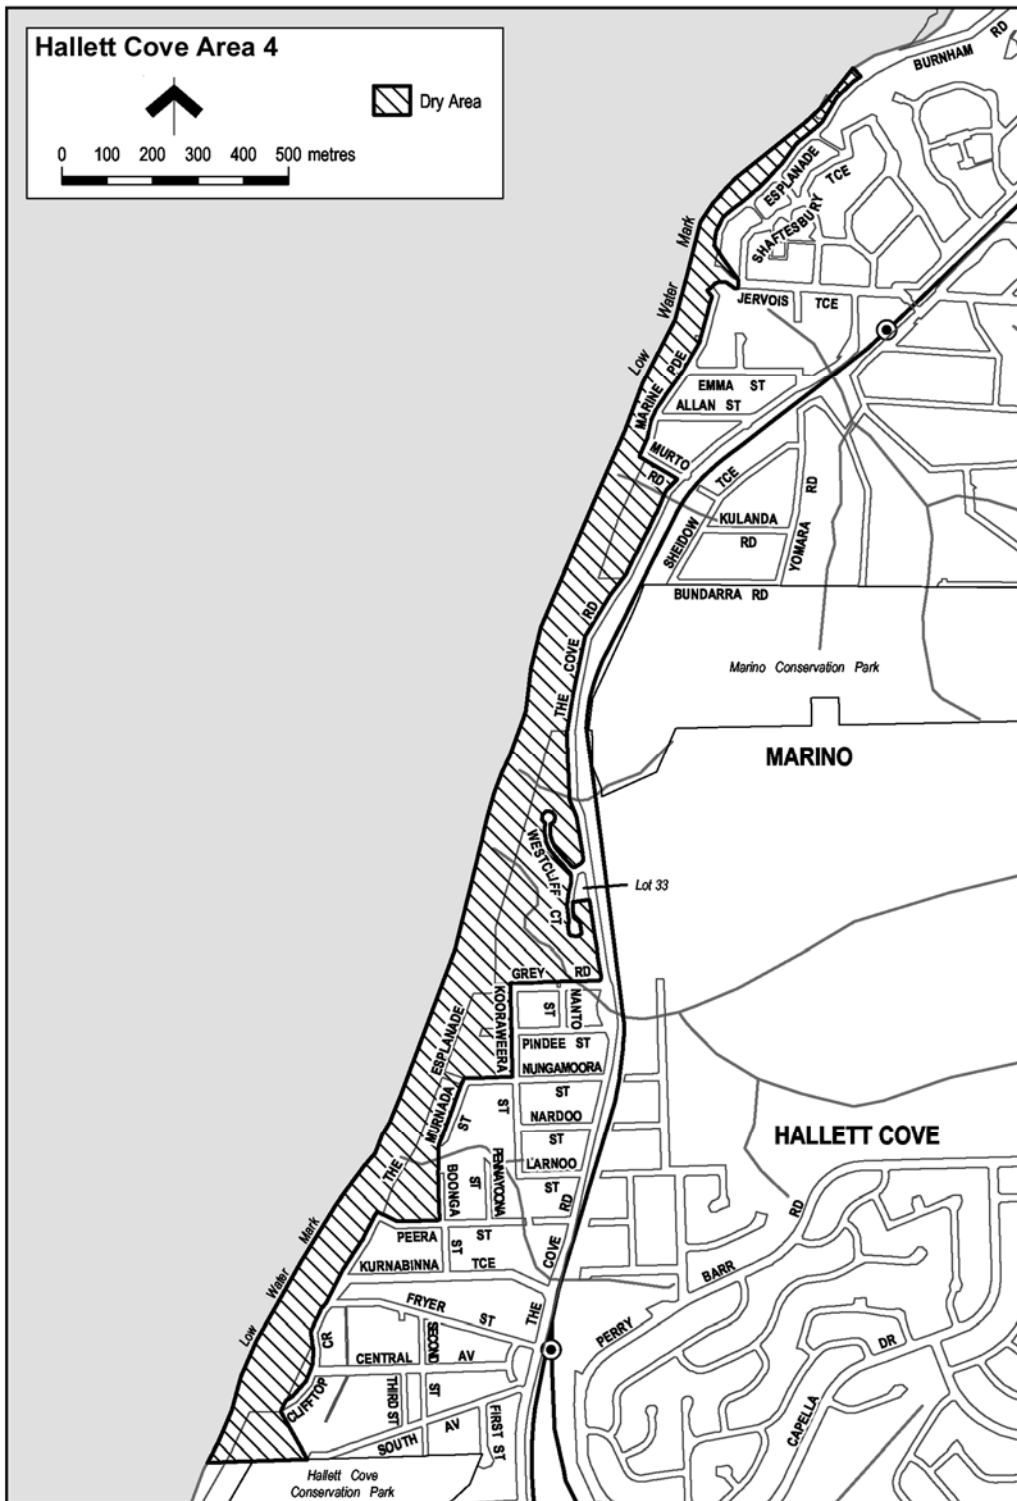 Hallett Cove Area 4
Dry Area
0 100 200 300 400 500 metres
BURNHAM RD
ESPLANADE
TCE
SHAFTESBURY
Low Water Mark
JERVOIS TCE
MARINE PDE
EMMA ST
ALLAN ST
MURTO RD
SHEIDOW TCE
KULANDA RD
YOMARA RD
BUNDARRA RD
THE COVE RD
Marino Conservation Park
MARINO
WESTCLIFF CT
Lot 33
GREY RD
KOORAWEERA ST
NANTO ST
PINDEE ST
NUNGAMOORA ST
THE ESPLANADE
MURNADA ST
NARDOO ST
LARNOO ST
HALLETT COVE
BOONGA ST
PENNAYOONA ST
PEERA ST
KURNABINNA TCE
THE COVE RD
Low Water Mark
FRYER ST
PERRY BARR RD
CLIFFTOP CR
CENTRAL AV
SECOND ST
THIRD ST
SOUTH AV
FIRST ST
CAPELLA DR
Hallett Cove
Conservation Park